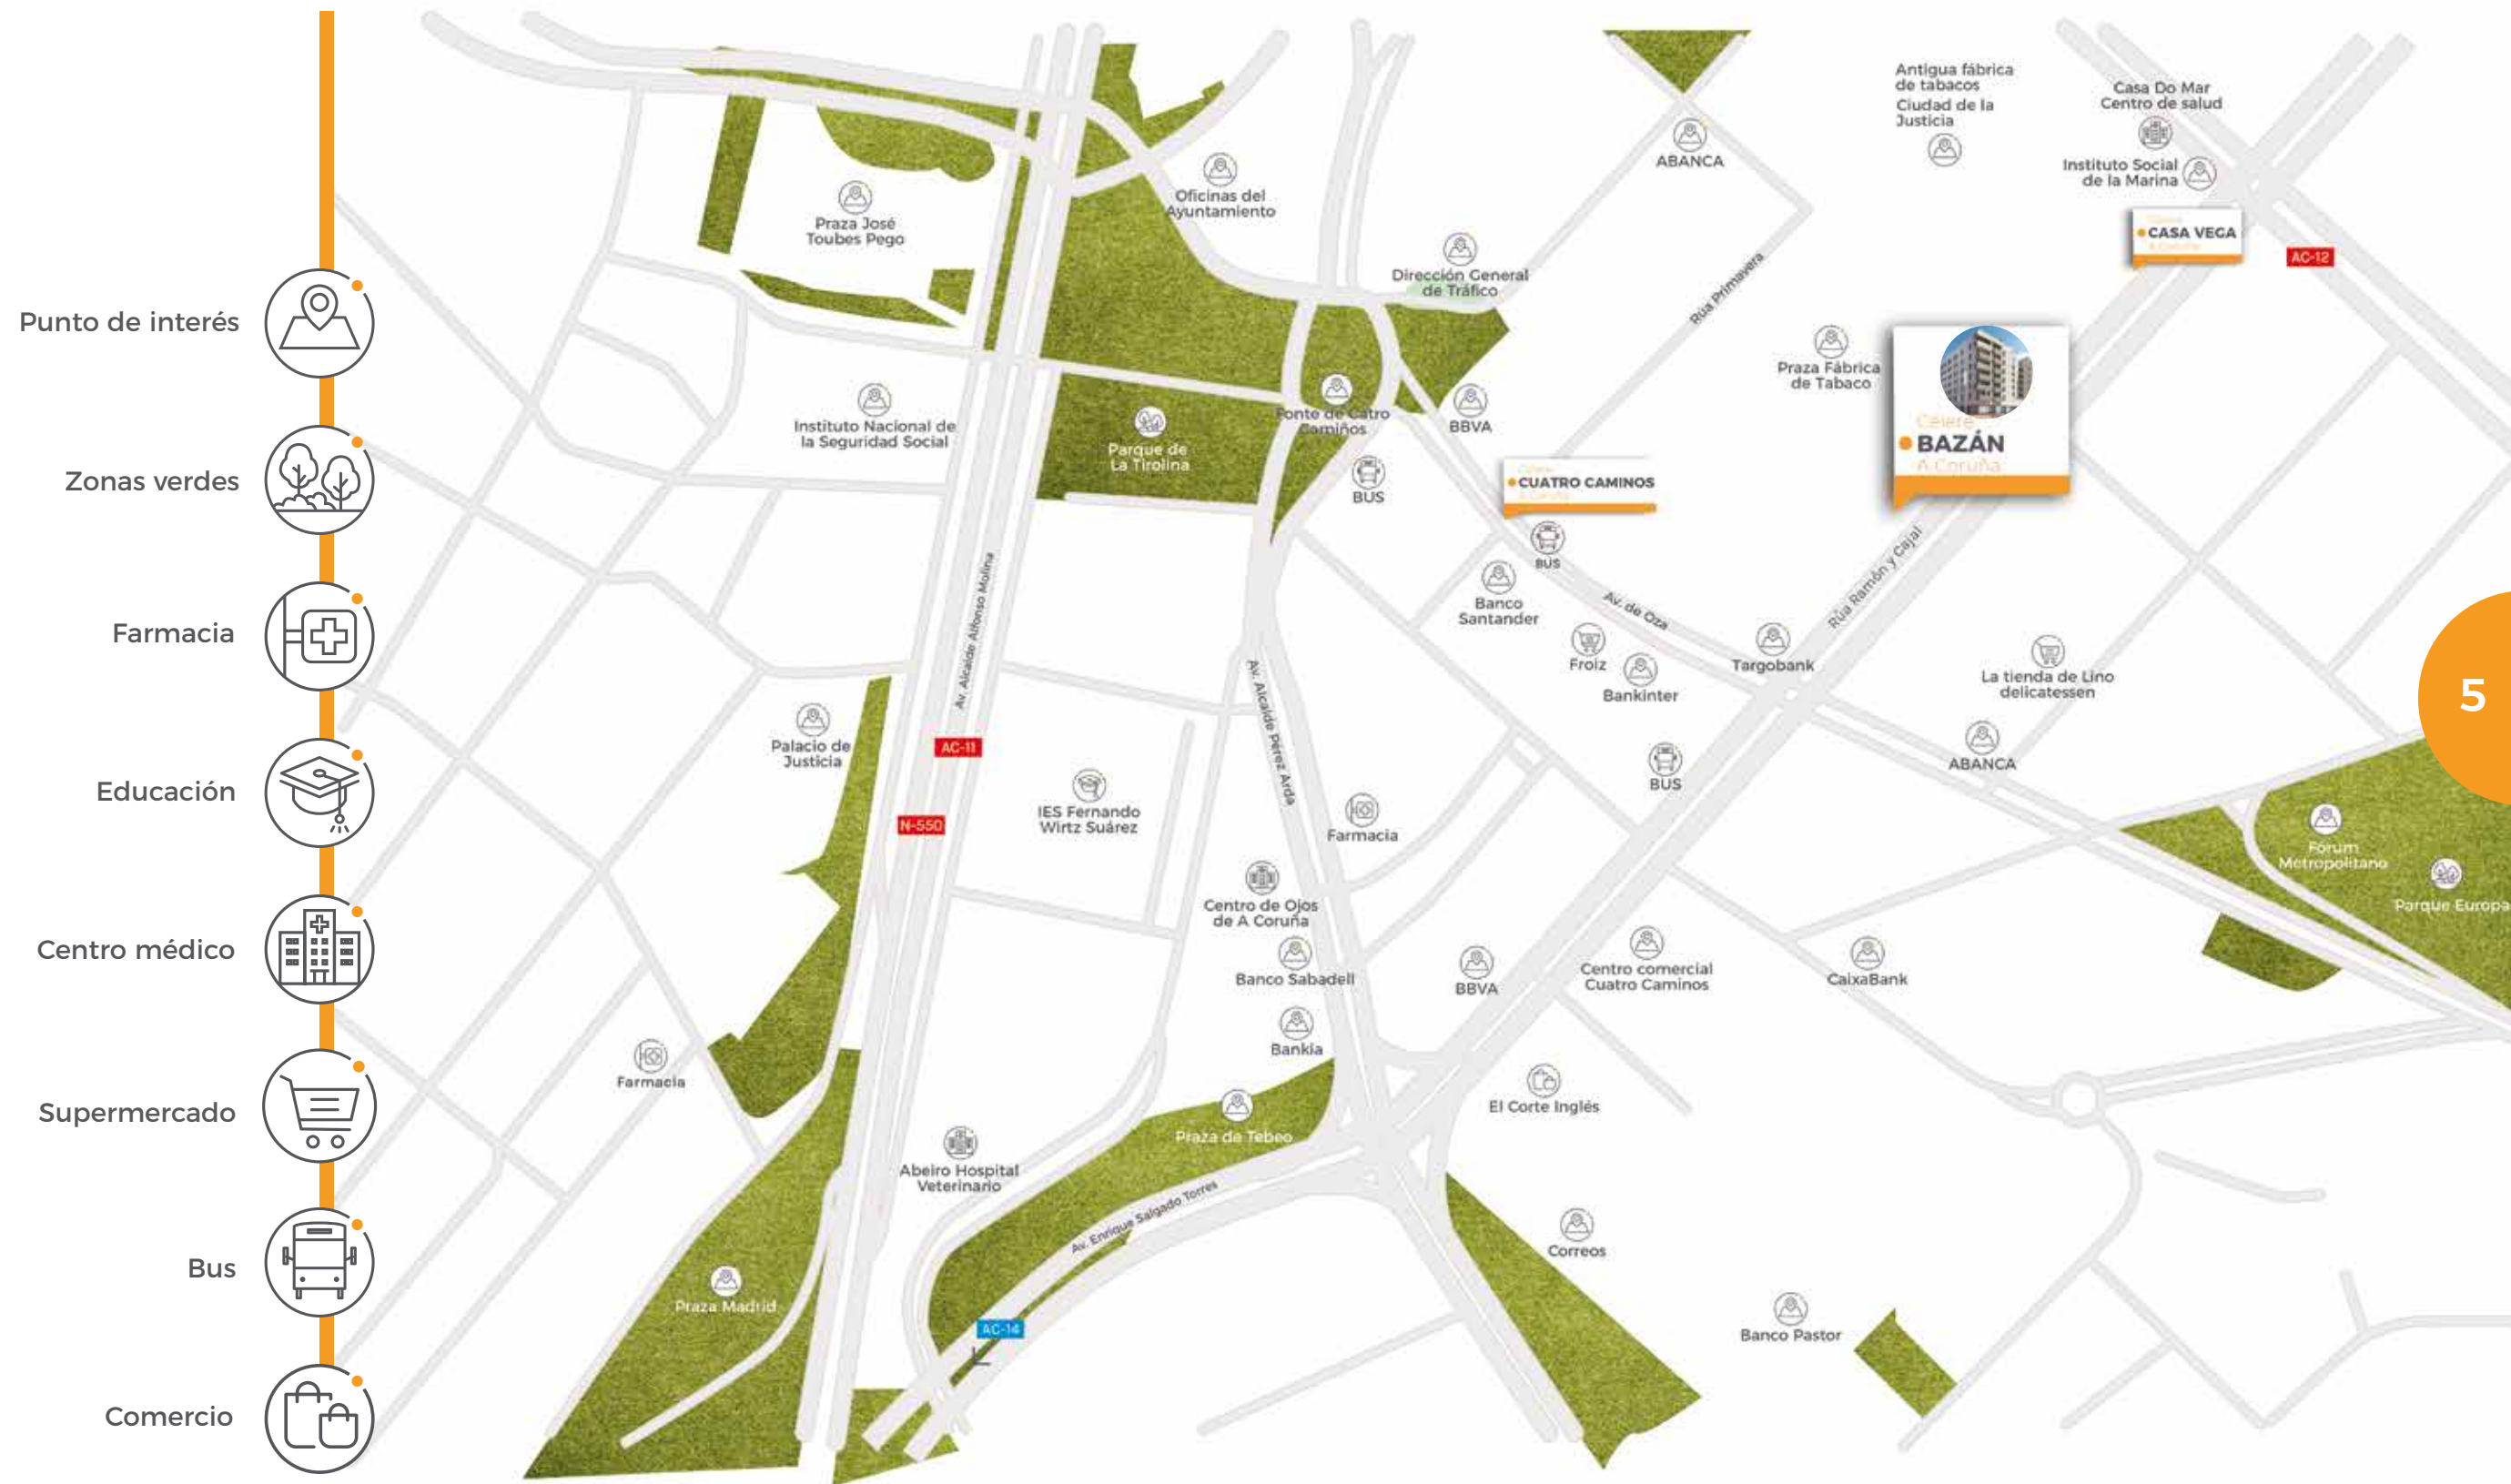 Punto de interés
Zonas verdes
Farmacia
Educación
Centro médico
Supermercado
Bus
Comercio
Antigua fábrica
de tabacos
Ciudad de la
Justicia
Casa Do Mar
Centro de salud
Instituto Social
de la Marina
ABANCA
Oficinas del
Ayuntamiento
Praza José
Toubes Pego
Célere
CASA VEGA
A Coruña
AC-12
Dirección General
de Tráfico
Rúa Primavera
Praza Fábrica
de Tabaco
Célere
BAZÁN
A Coruña
Instituto Nacional de
la Seguridad Social
Parque de
La Tirolina
Ponte de Catro
Camiños
BBVA
BUS
Célere
CUATRO CAMINOS
A Coruña
BUS
Banco
Santander
Av. de Oza
Rúa Ramón y Cajal
Froiz
Bankinter
Targobank
La tienda de Lino
delicatessen
5
Av. Alcalde Alfonso Molina
Av. Alcalde Pérez Arda
Palacio de
Justicia
AC-11
N-550
IES Fernando
Wirtz Suárez
Farmacia
BUS
ABANCA
Fórum
Metropolitano
Parque Europa
Centro de Ojos
de A Coruña
Banco Sabadell
BBVA
Centro comercial
Cuatro Caminos
CaixaBank
Bankia
Farmacia
Praza de Tebeo
El Corte Inglés
Abeiro Hospital
Veterinario
Av. Enrique Salgado Torres
Correos
Praza Madrid
AC-14
Banco Pastor